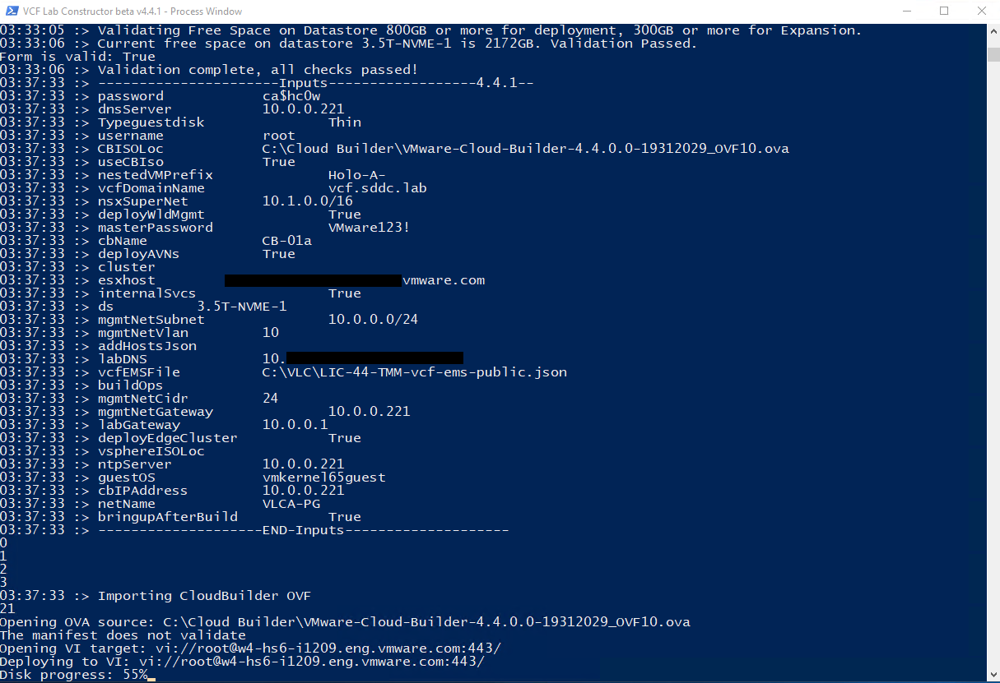 VCF Lab Constructor beta v4.4.1 - Process Window
03:33:05 :> Validating Free Space on Datastore 800GB or more for deployment, 300GB or more for Expansion.
03:33:06 :> Current free space on datastore 3.5T-NVME-1 is 2172GB. Validation Passed.
Form is valid: True
03:33:06 :> Validation complete, all checks passed!
03:37:33 :> ----------------------Inputs------------------4.4.1--
03:37:33 :> password            ca$hc0w
03:37:33 :> dnsServer           10.0.0.221
03:37:33 :> Typeguestdisk               Thin
03:37:33 :> username            root
03:37:33 :> CBISOLoc            C:\Cloud Builder\VMware-Cloud-Builder-4.4.0.0-19312029_OVF10.ova
03:37:33 :> useCBIso            True
03:37:33 :> nestedVMPrefix              Holo-A-
03:37:33 :> vcfDomainName               vcf.sddc.lab
03:37:33 :> nsxSuperNet         10.1.0.0/16
03:37:33 :> deployWldMgmt               True
03:37:33 :> masterPassword              VMware123!
03:37:33 :> cbName              CB-01a
03:37:33 :> deployAVNs          True
03:37:33 :> cluster
03:37:33 :> esxhost         vmware.com
03:37:33 :> internalSvcs                True
03:37:33 :> ds          3.5T-NVME-1
03:37:33 :> mgmtNetSubnet               10.0.0.0/24
03:37:33 :> mgmtNetVlan         10
03:37:33 :> addHostsJson
03:37:33 :> labDNS              10.
03:37:33 :> vcfEMSFile          C:\VLC\LIC-44-TMM-vcf-ems-public.json
03:37:33 :> buildOps
03:37:33 :> mgmtNetCidr         24
03:37:33 :> mgmtNetGateway              10.0.0.221
03:37:33 :> labGateway          10.0.0.1
03:37:33 :> deployEdgeCluster           True
03:37:33 :> vsphereISOLoc
03:37:33 :> ntpServer           10.0.0.221
03:37:33 :> guestOS             vmkernel65guest
03:37:33 :> cbIPAddress         10.0.0.221
03:37:33 :> netName             VLCA-PG
03:37:33 :> bringupAfterBuild           True
03:37:33 :> --------------------END-Inputs--------------------
0
1
2
3
03:37:33 :> Importing CloudBuilder OVF
21
Opening OVA source: C:\Cloud Builder\VMware-Cloud-Builder-4.4.0.0-19312029_OVF10.ova
The manifest does not validate
Opening VI target: vi://root@w4-hs6-i1209.eng.vmware.com:443/
Deploying to VI: vi://root@w4-hs6-i1209.eng.vmware.com:443/
Disk progress: 55%